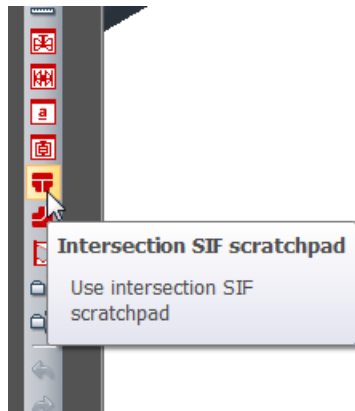 a
Intersection SIF scratchpad
Use intersection SIF
scratchpad